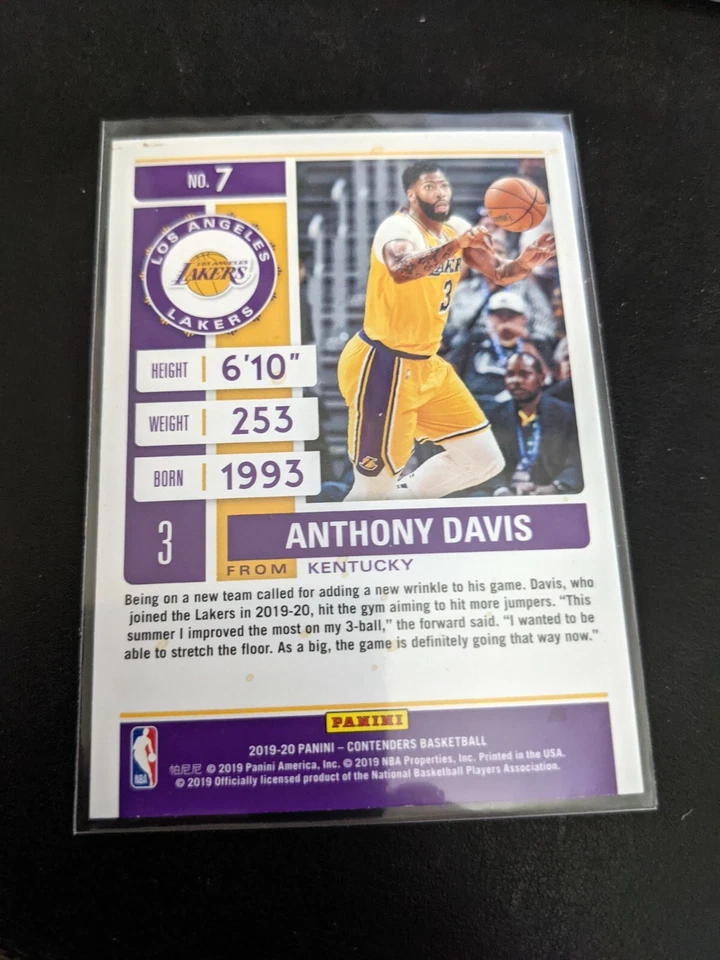 NO. 7
LOS ANGELES
LOS ANGELES
LAKERS
LAKERS
HEIGHT 6'10"
WEIGHT 253
BORN 1993
LAKR
3
3
ANTHONY DAVIS
FROM KENTUCKY
Being on a new team called for adding a new wrinkle to his game. Davis, who
joined the Lakers in 2019-20, hit the gym aiming to hit more jumpers. “This
summer I improved the most on my 3-ball,” the forward said. “I wanted to be
able to stretch the floor. As a big, the game is definitely going that way now.”
PANINI
2019-20 PANINI – CONTENDERS BASKETBALL
帕尼尼 © 2019 Panini America, Inc. © 2019 NBA Properties, Inc. Printed in the USA.
© 2019 Officially licensed product of the National Basketball Players Association.
NBA